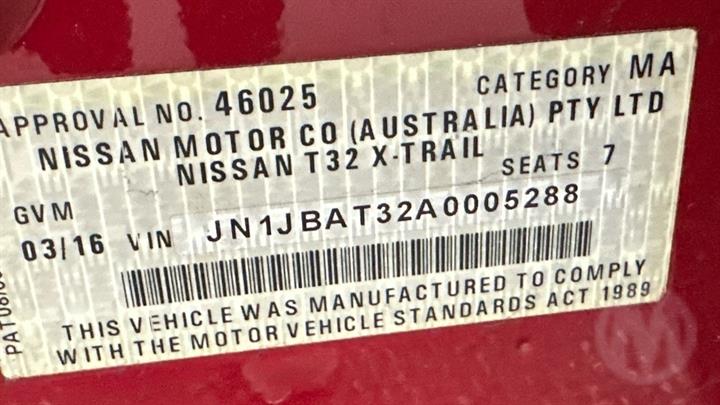 APPROVAL NO. 46025 CATEGORY MA
NISSAN MOTOR CO (AUSTRALIA) PTY LTD
NISSAN T32 X-TRAIL SEATS 7
GVM
03/16 VIN JN1JBAT32A0005288
THIS VEHICLE WAS MANUFACTURED TO COMPLY
WITH THE MOTOR VEHICLE STANDARDS ACT 1989
M